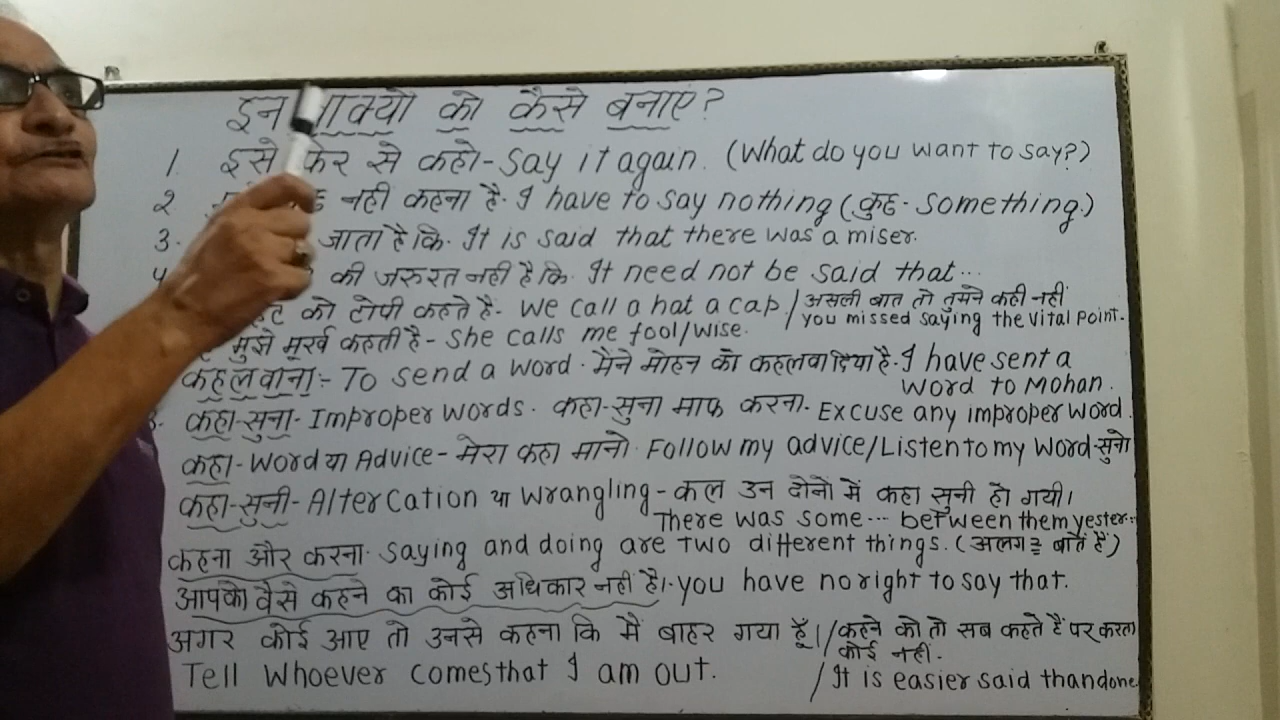 इन को कैसे बनाएं?
1. इसे फिर से कहो- Say it again. (What do you want to say?)
2 नहीं कहना है. I have to say nothing (कुछ- Something.)
3. जाता है कि. It is said that there was a miser.
4 की जरुरत नहीं है कि. It need not be said that...
को टोपी कहते है- We call a hat a cap / असली बात तो तुमने कही नहीं
you missed saying the vital point.
मुझे मूर्ख कहती है - She calls me fool/wise.
कहलवाना:- To send a word. मैने मोहन को कहलवा दिया है. I have sent a
word to Mohan.
8. कहा-सुना- Improper words. कहा-सुना माफ करना. Excuse any improper word.
कहा- Word या Advice - मेरा कहा मानो. Follow my advice/Listen to my word-सुनो
कहा-सुनी- Altercation या Wrangling - कल उन दोनो में कहा सुनी हो गयी।
There was some... between them yester...
कहना और करना. Saying and doing are two different things. (अलग२ बातें हैं)
आपको वैसे कहने का कोई अधिकार नहीं है।- You have no right to say that.
अगर कोई आए तो उनसे कहना कि मैं बाहर गया हूँ। / कहने को तो सब कहते हैं पर करता
कोई नहीं.
Tell whoever comes that I am out. / It is easier said than done